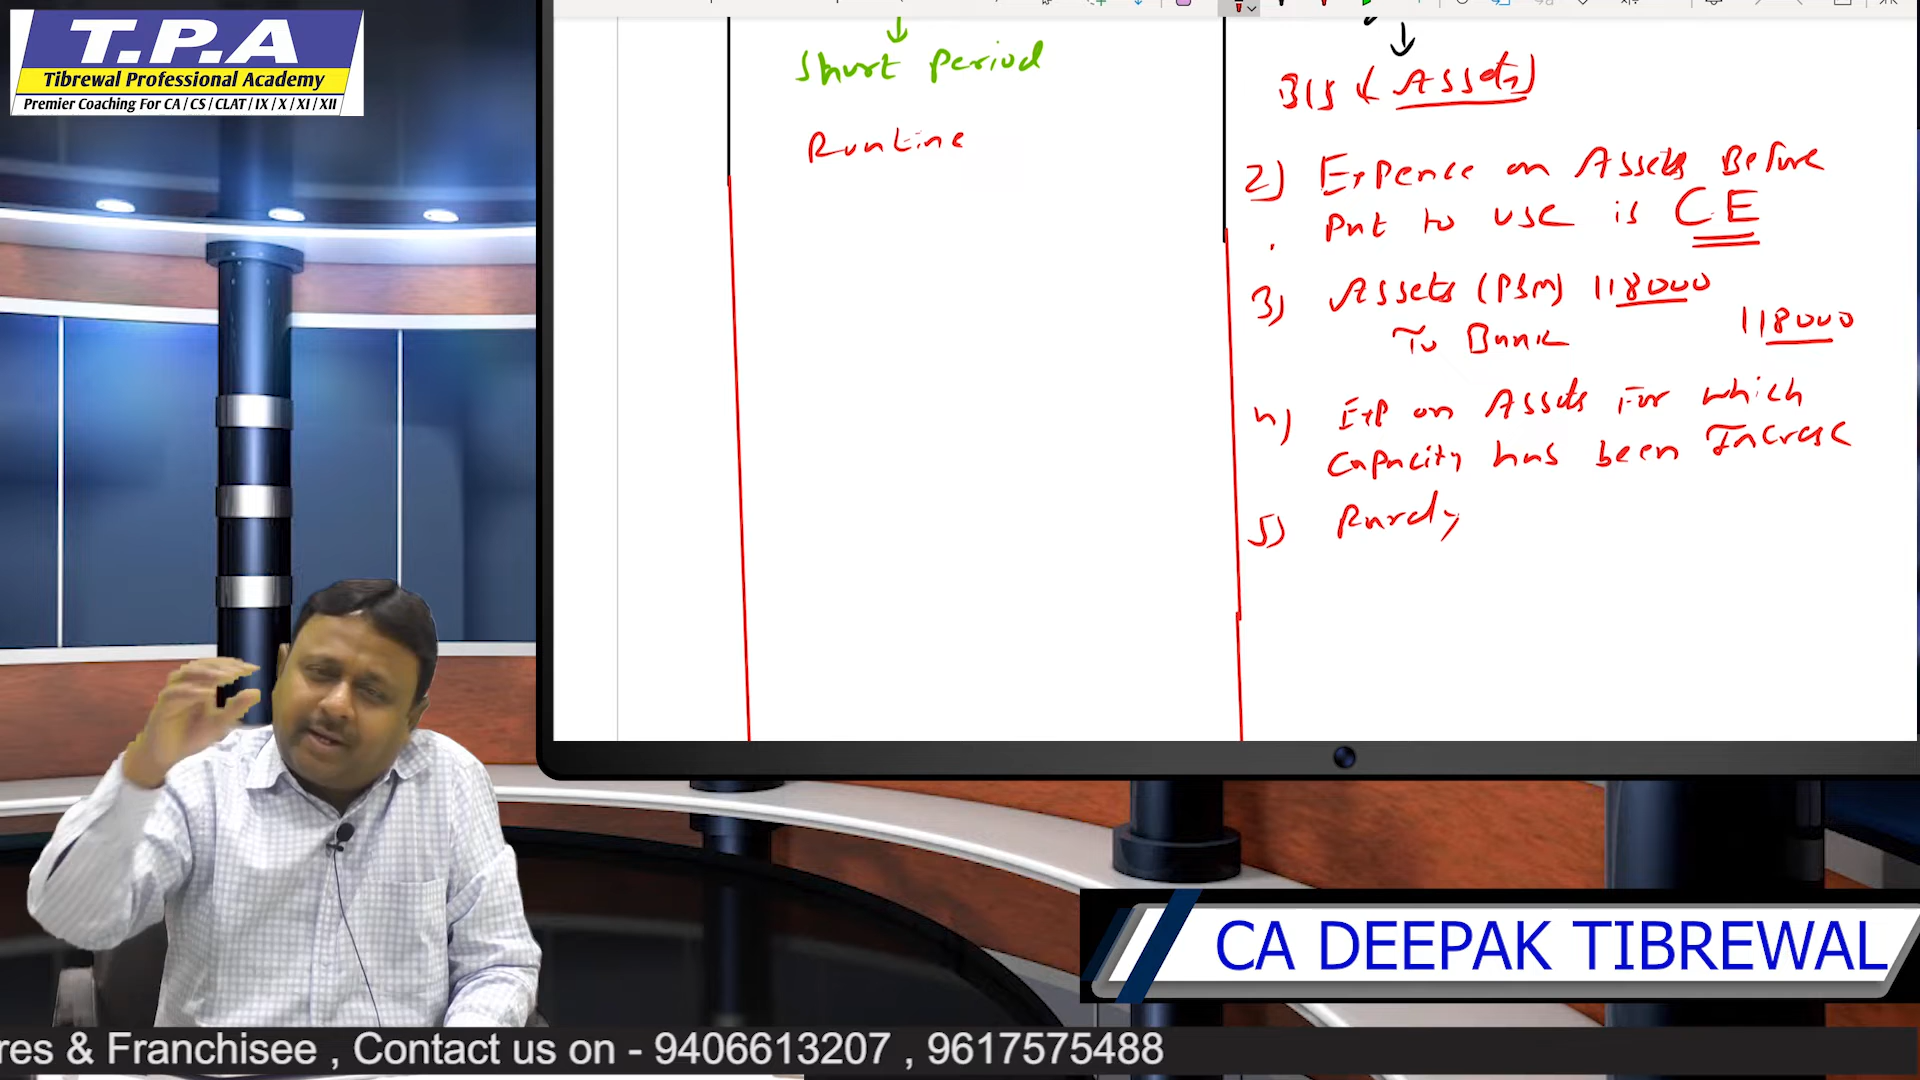 T.P.A
Tibrewal Professional Academy
Premier Coaching For CA / CS / CLAT / IX / X / XI / XII
Short Period
Routine
B/S (Assets)
2) Expence on Assets Before
Put to use is CE
3) Assets (P&M) 118000
To Bank 118000
4) Exp on Assets For which
Capacity has been Increse
5) Rarely
CA DEEPAK TIBREWAL
res & Franchisee , Contact us on - 9406613207 , 9617575488